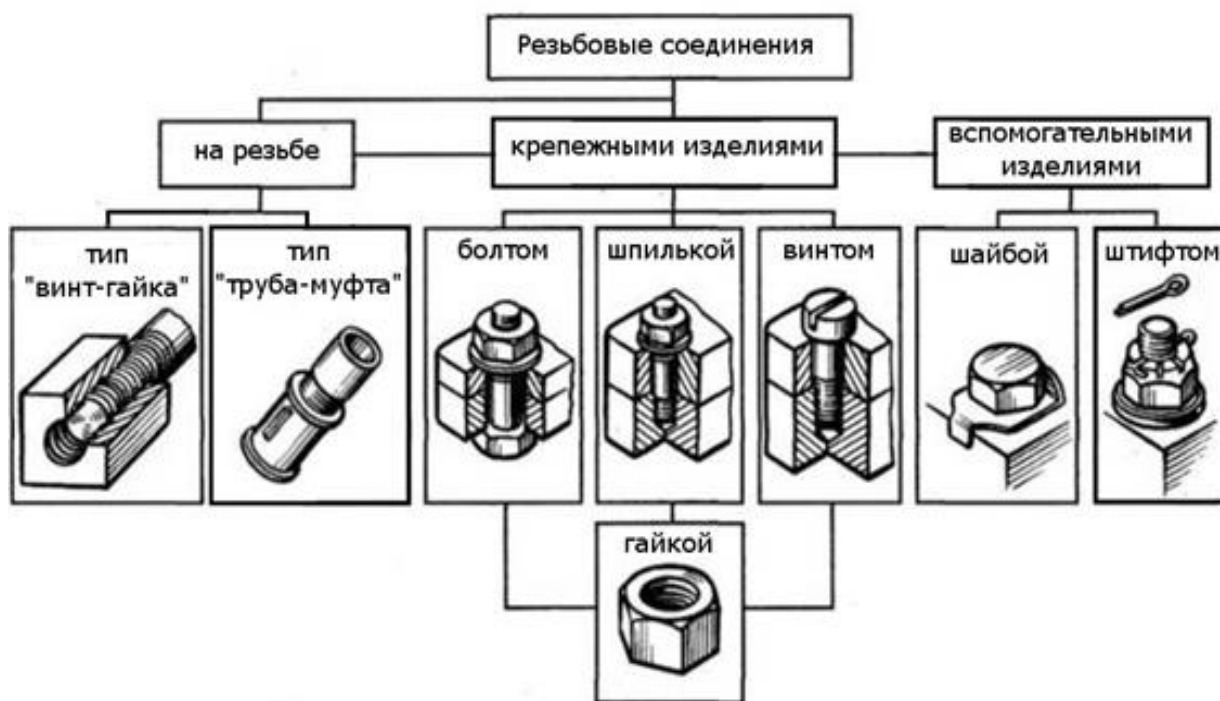 Резьбовые соединения
на резьбе
крепежными изделиями
вспомогательными
изделиями
тип
"винт-гайка"
тип
"труба-муфта"
болтом
шпилькой
винтом
шайбой
штифтом
гайкой